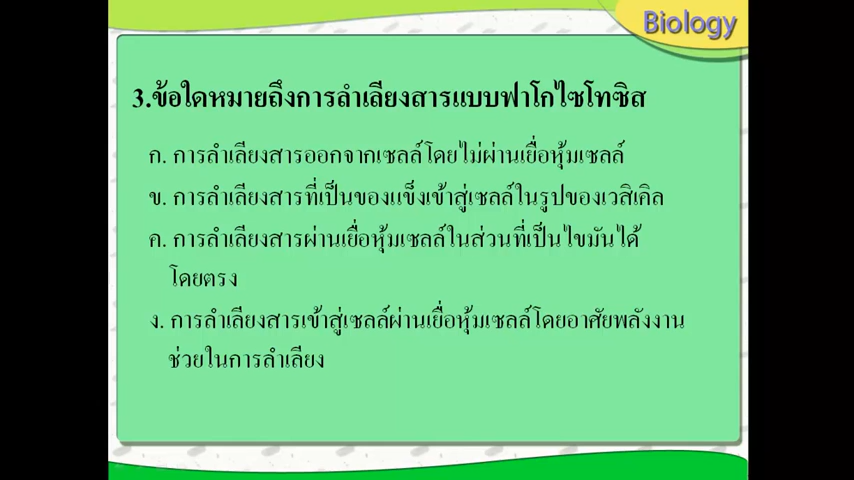 Biology
3.ข้อใดหมายถึงการลำเลียงสารแบบฟาโกไซโทซิส
ก. การลำเลียงสารออกจากเซลล์โดยไม่ผ่านเยื่อหุ้มเซลล์
ข. การลำเลียงสารที่เป็นของแข็งเข้าสู่เซลล์ในรูปของเวสิเคิล
ค. การลำเลียงสารผ่านเยื่อหุ้มเซลล์ในส่วนที่เป็นไขมันได้
โดยตรง
ง. การลำเลียงสารเข้าสู่เซลล์ผ่านเยื่อหุ้มเซลล์โดยอาศัยพลังงาน
ช่วยในการลำเลียง